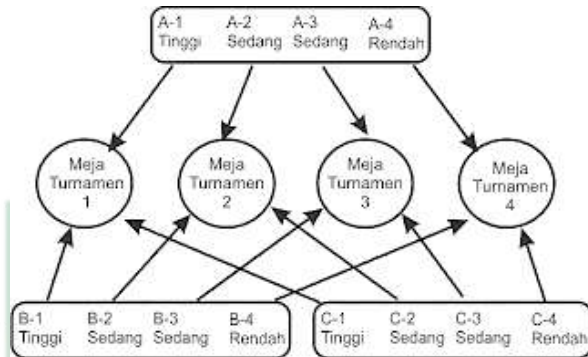 A-1 A-2 A-3 A-4
Tinggi Sedang Sedang Rendah
Meja Turnamen 1
Meja Turnamen 2
Meja Turnamen 3
Meja Turnamen 4
B-1 B-2 B-3 B-4
Tinggi Sedang Sedang Rendah
C-1 C-2 C-3 C-4
Tinggi Sedang Sedang Rendah